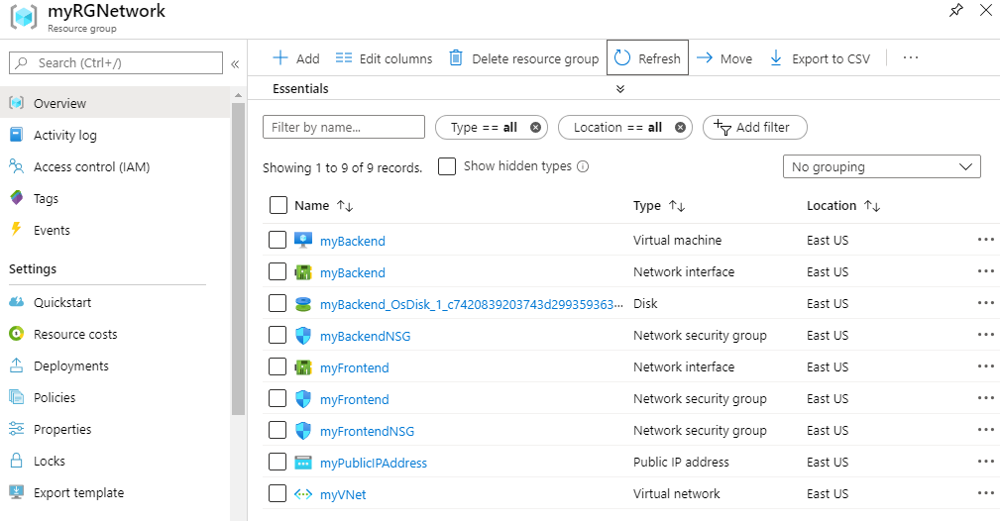 myRGNetwork
Resource group
Search (Ctrl+/)
«
Overview
Activity log
Access control (IAM)
Tags
Events
Settings
Quickstart
Resource costs
Deployments
Policies
Properties
Locks
Export template
Add Edit columns Delete resource group Refresh Move Export to CSV ...
Essentials
Filter by name... Type == all Location == all Add filter
Showing 1 to 9 of 9 records. Show hidden types No grouping
Name Type Location
myBackend Virtual machine East US ...
myBackend Network interface East US ...
myBackend_OsDisk_1_c7420839203743d299359363... Disk East US ...
myBackendNSG Network security group East US ...
myFrontend Network interface East US ...
myFrontend Network security group East US ...
myFrontendNSG Network security group East US ...
myPublicIPAddress Public IP address East US ...
myVNet Virtual network East US ...